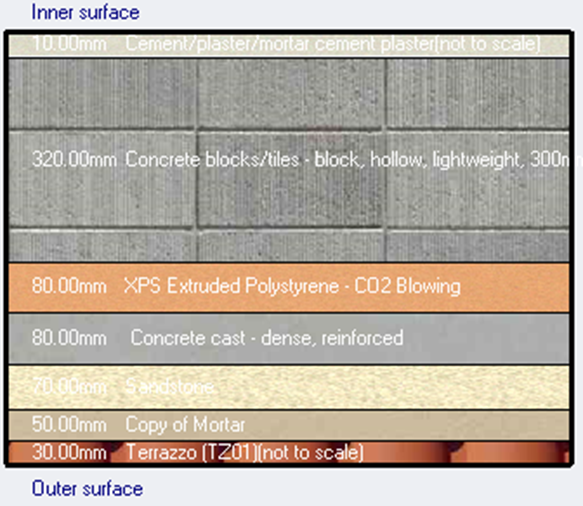 Inner surface
10.00mm Cement/plaster/mortar cement plaster(not to scale)
320.00mm Concrete blocks/tiles - block, hollow, lightweight, 300m
80.00mm XPS Extruded Polystyrene - CO2 Blowing
80.00mm Concrete cast - dense, reinforced
70.00mm Sandstone
50.00mm Copy of Mortar
30.00mm Terrazzo (TZ01)(not to scale)
Outer surface